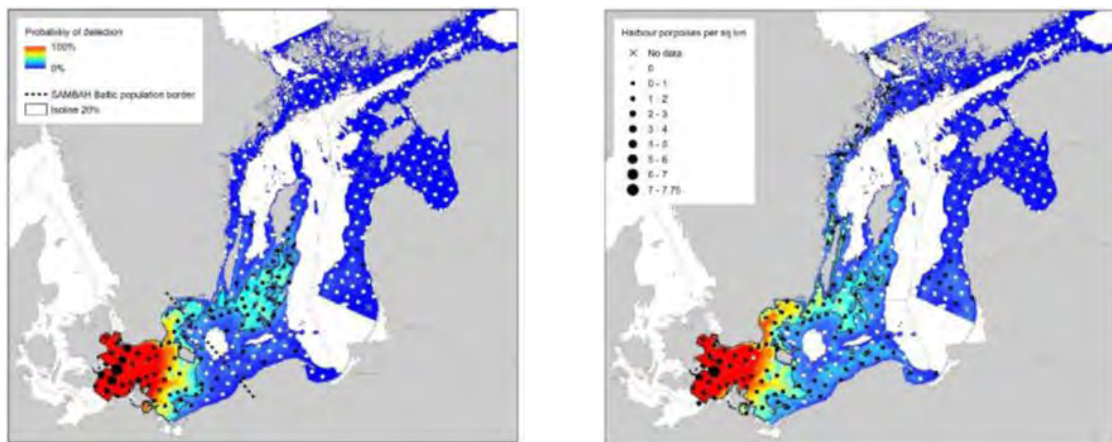 Probability of detection
100%
0%
SAMBAH Baltic population border
Isoline 20%
Harbour porpoises per sq km
No data
0
0 - 1
1 - 2
2 - 3
3 - 4
4 - 5
5 - 6
6 - 7
7 - 7.75